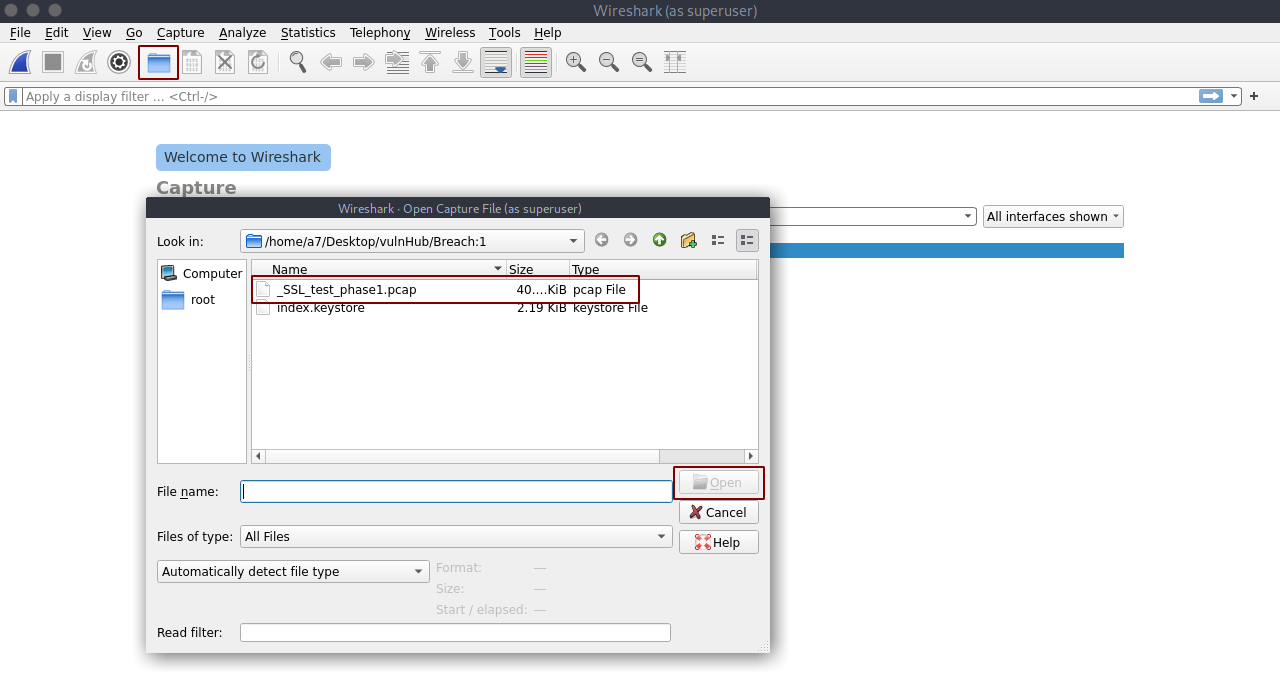 Wireshark (as superuser)
File Edit View Go Capture Analyze Statistics Telephony Wireless Tools Help
Apply a display filter ... <Ctrl-/>
Welcome to Wireshark
Capture
All interfaces shown
Wireshark · Open Capture File (as superuser)
Look in: /home/a7/Desktop/vulnHub/Breach:1
Computer
root
Name Size Type
_SSL_test_phase1.pcap 40....KiB pcap File
index.keystore 2.19 KiB keystore File
File name: Open
Cancel
Files of type: All Files
Help
Automatically detect file type
Format: —
Size: —
Start / elapsed: —
Read filter: